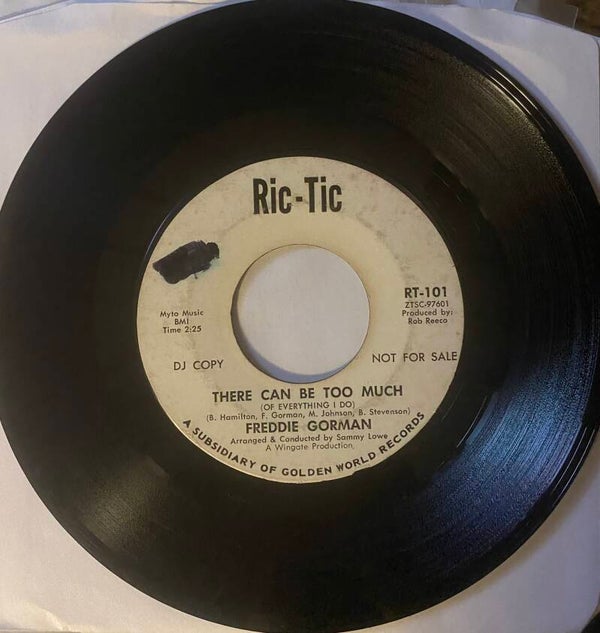 Ric-Tic
RT-101
ZTSC-97601
Produced by:
Rob Reeco
Myto Music
BMI
Time 2:25
DJ COPY
NOT FOR SALE
THERE CAN BE TOO MUCH
(OF EVERYTHING I DO)
(B. Hamilton, F. Gorman, M. Johnson, B. Stevenson)
FREDDIE GORMAN
Arranged & Conducted by Sammy Lowe
A Wingate Production
A SUBSIDIARY OF GOLDEN WORLD RECORDS